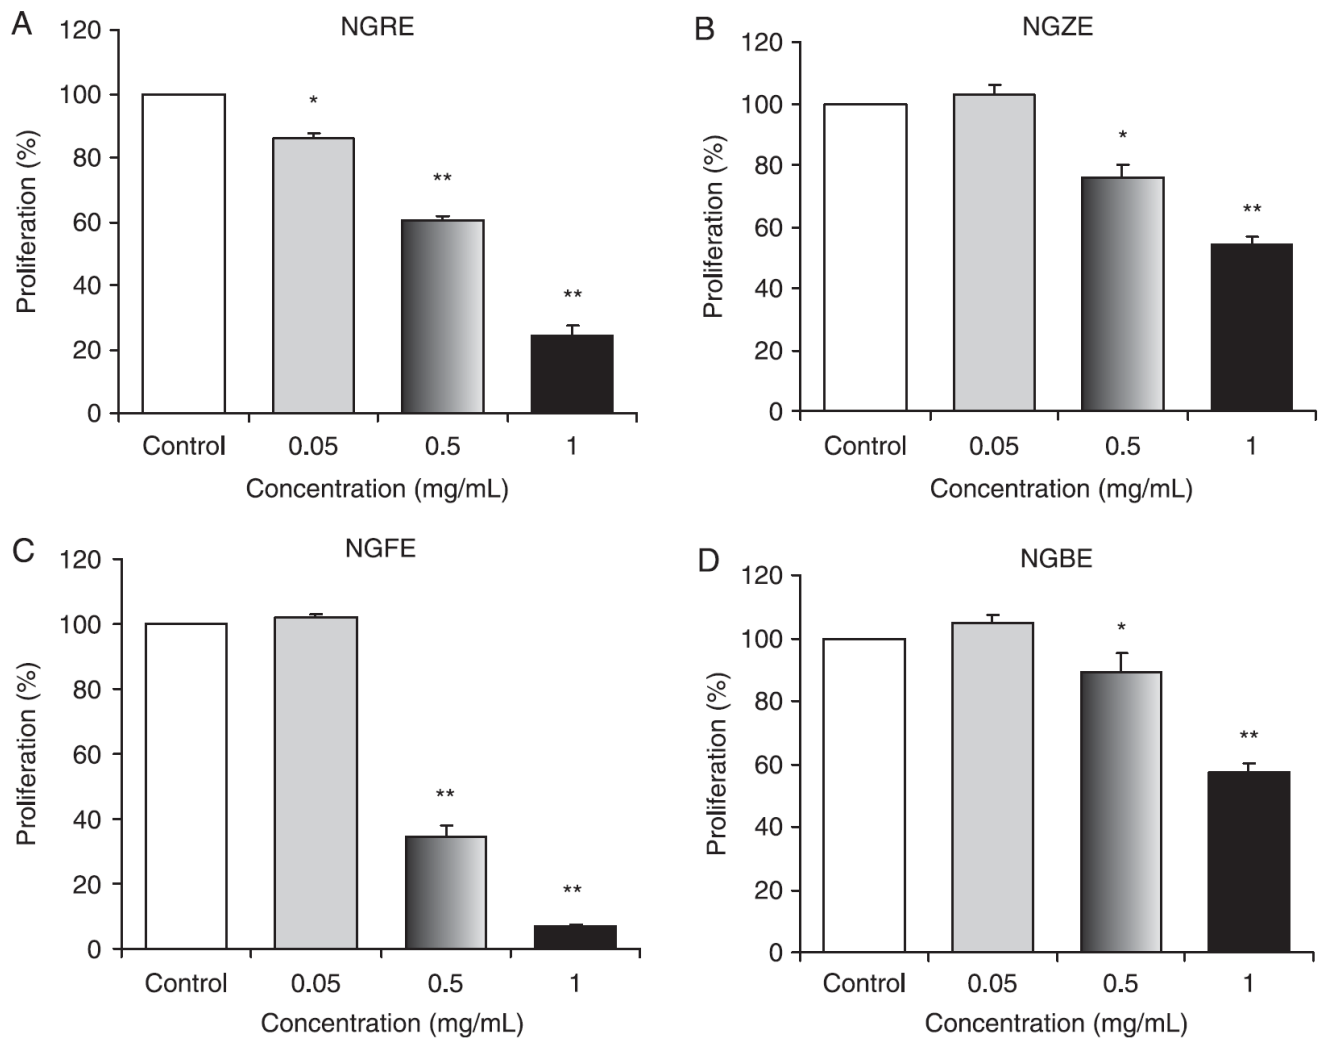 A
NGRE
120
100
80
60
40
20
0
Proliferation (%)
*
**
**
Control 0.05 0.5 1
Concentration (mg/mL)
B
NGZE
120
100
80
60
40
20
0
Proliferation (%)
*
**
Control 0.05 0.5 1
Concentration (mg/mL)
C
NGFE
120
100
80
60
40
20
0
Proliferation (%)
**
**
Control 0.05 0.5 1
Concentration (mg/mL)
D
NGBE
120
100
80
60
40
20
0
Proliferation (%)
*
**
Control 0.05 0.5 1
Concentration (mg/mL)